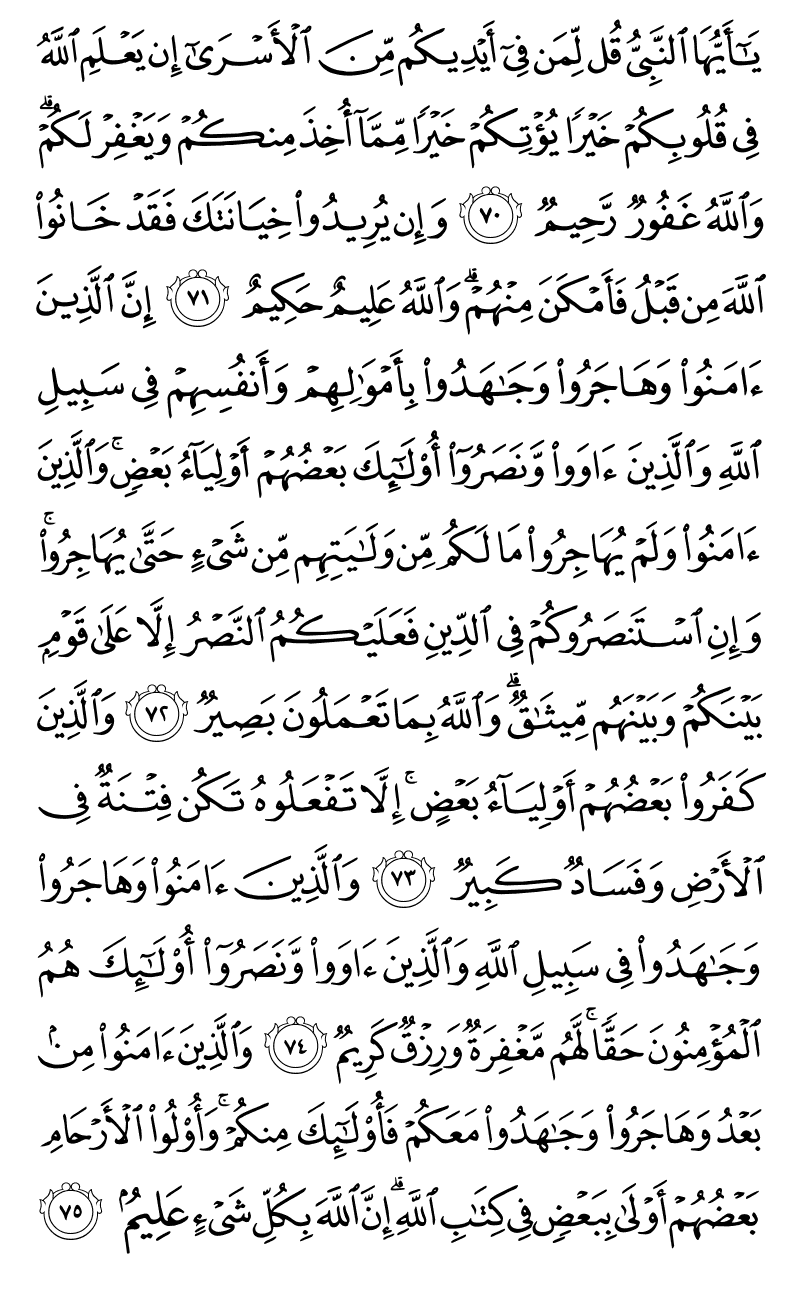 يَـٰٓأَيُّهَا ٱلنَّبِىُّ قُل لِّمَن فِىٓ أَيْدِيكُم مِّنَ ٱلْأَسْرَىٰٓ إِن يَعْلَمِ ٱللَّهُ
فِى قُلُوبِكُمْ خَيْرًا يُؤْتِكُمْ خَيْرًا مِّمَّآ أُخِذَ مِنكُمْ وَيَغْفِرْ لَكُمْ ۗ
وَٱللَّهُ غَفُورٌ رَّحِيمٌ ٧٠ وَإِن يُرِيدُوا۟ خِيَانَتَكَ فَقَدْ خَانُوا۟
ٱللَّهَ مِن قَبْلُ فَأَمْكَنَ مِنْهُمْ ۗ وَٱللَّهُ عَلِيمٌ حَكِيمٌ ٧١ إِنَّ ٱلَّذِينَ
ءَامَنُوا۟ وَهَاجَرُوا۟ وَجَـٰهَدُوا۟ بِأَمْوَٰلِهِمْ وَأَنفُسِهِمْ فِى سَبِيلِ
ٱللَّهِ وَٱلَّذِينَ ءَاوَوا۟ وَّنَصَرُوٓا۟ أُو۟لَـٰٓئِكَ بَعْضُهُمْ أَوْلِيَآءُ بَعْضٍ ۚ وَٱلَّذِينَ
ءَامَنُوا۟ وَلَمْ يُهَاجِرُوا۟ مَا لَكُم مِّن وَلَـٰيَتِهِم مِّن شَىْءٍ حَتَّىٰ يُهَاجِرُوا۟ ۚ
وَإِنِ ٱسْتَنصَرُوكُمْ فِى ٱلدِّينِ فَعَلَيْكُمُ ٱلنَّصْرُ إِلَّا عَلَىٰ قَوْمٍ
بَيْنَكُمْ وَبَيْنَهُم مِّيثَـٰقٌ ۗ وَٱللَّهُ بِمَا تَعْمَلُونَ بَصِيرٌ ٧٢ وَٱلَّذِينَ
كَفَرُوا۟ بَعْضُهُمْ أَوْلِيَآءُ بَعْضٍ ۚ إِلَّا تَفْعَلُوهُ تَكُن فِتْنَةٌ فِى
ٱلْأَرْضِ وَفَسَادٌ كَبِيرٌ ٧٣ وَٱلَّذِينَ ءَامَنُوا۟ وَهَاجَرُوا۟
وَجَـٰهَدُوا۟ فِى سَبِيلِ ٱللَّهِ وَٱلَّذِينَ ءَاوَوا۟ وَّنَصَرُوٓا۟ أُو۟لَـٰٓئِكَ هُمُ
ٱلْمُؤْمِنُونَ حَقًّا ۚ لَّهُم مَّغْفِرَةٌ وَرِزْقٌ كَرِيمٌ ٧٤ وَٱلَّذِينَ ءَامَنُوا۟ مِنۢ
بَعْدُ وَهَاجَرُوا۟ وَجَـٰهَدُوا۟ مَعَكُمْ فَأُو۟لَـٰٓئِكَ مِنكُمْ ۚ وَأُو۟لُوا۟ ٱلْأَرْحَامِ
بَعْضُهُمْ أَوْلَىٰ بِبَعْضٍ فِى كِتَـٰبِ ٱللَّهِ ۗ إِنَّ ٱللَّهَ بِكُلِّ شَىْءٍ عَلِيمٌۢ ٧٥